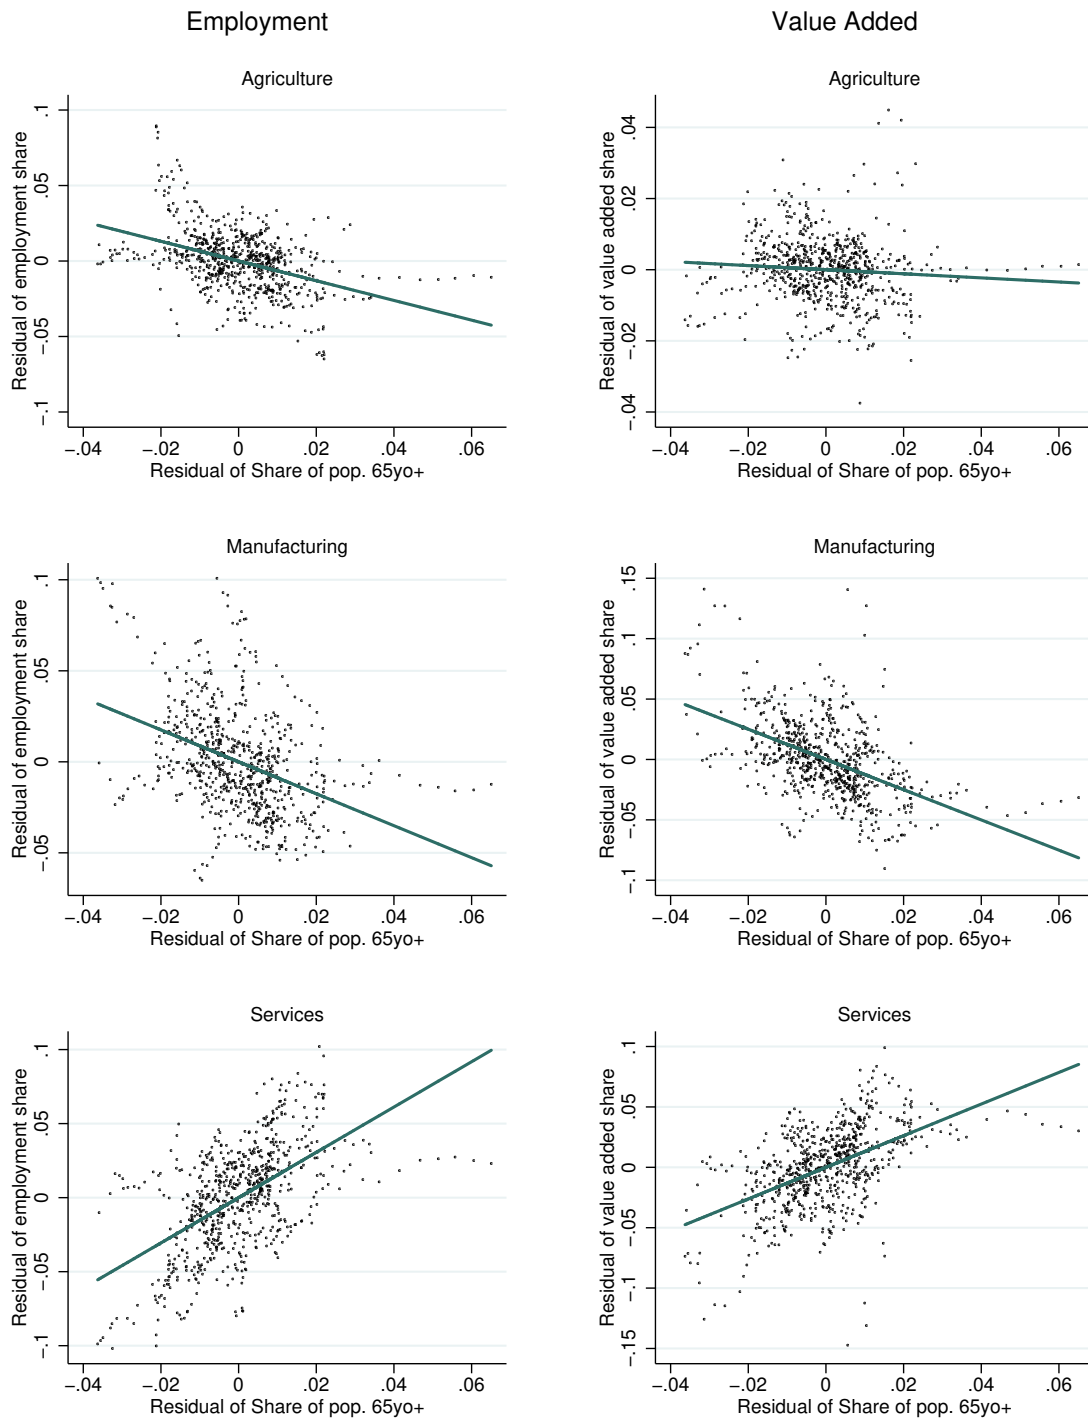 Employment
Value Added
Agriculture
Residual of employment share
.1
.05
0
−.05
−.1
−.04 −.02 0 .02 .04 .06
Residual of Share of pop. 65yo+
Agriculture
Residual of value added share
.04
.02
0
−.02
−.04
−.04 −.02 0 .02 .04 .06
Residual of Share of pop. 65yo+
Manufacturing
Residual of employment share
.1
.05
0
−.05
−.04 −.02 0 .02 .04 .06
Residual of Share of pop. 65yo+
Manufacturing
Residual of value added share
.15
.1
.05
0
−.05
−.1
−.04 −.02 0 .02 .04 .06
Residual of Share of pop. 65yo+
Services
Residual of employment share
.1
.05
0
−.05
−.1
−.04 −.02 0 .02 .04 .06
Residual of Share of pop. 65yo+
Services
Residual of value added share
.1
.05
0
−.05
−.1
−.15
−.04 −.02 0 .02 .04 .06
Residual of Share of pop. 65yo+